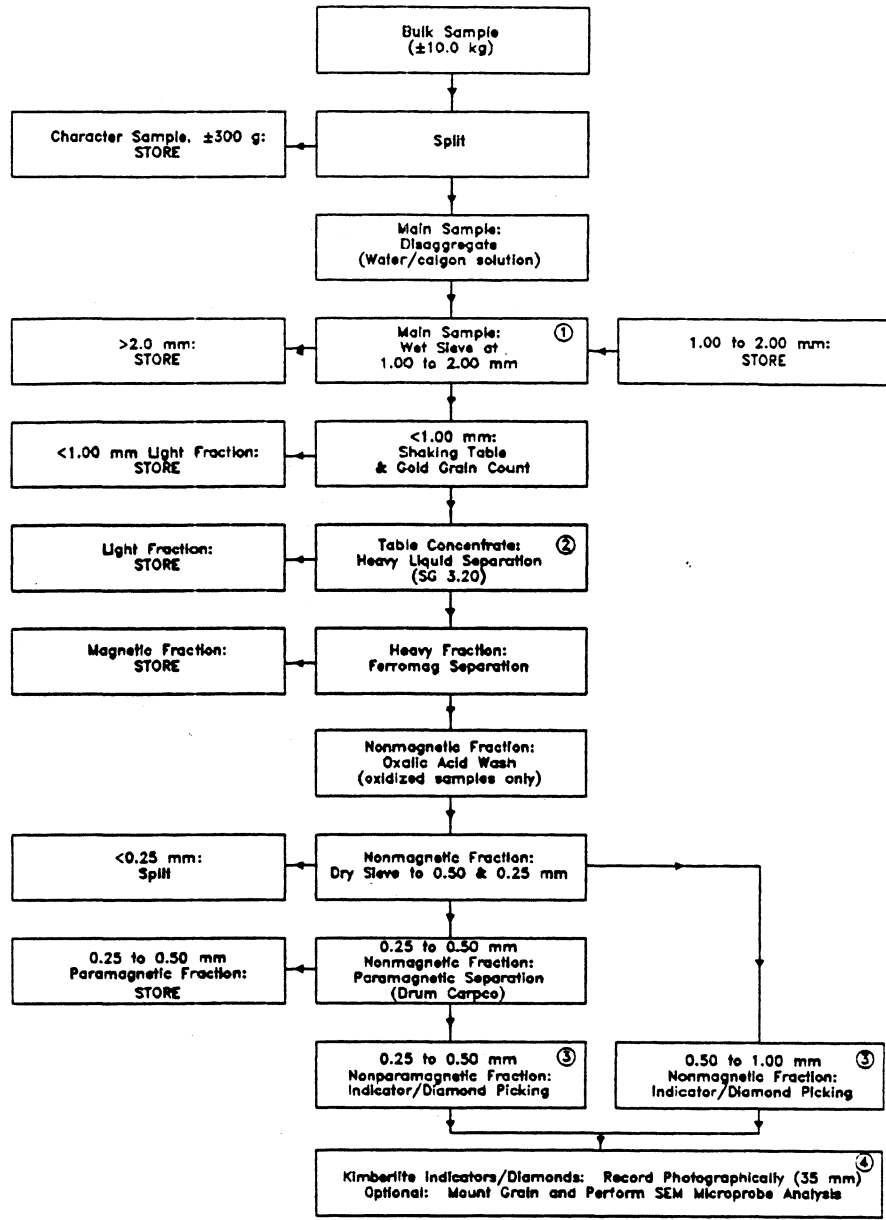 Bulk Sample
(±10.0 kg)
Character Sample, ±300 g:
STORE
Split
Main Sample:
Disaggregate
(Water/calgon solution)
>2.0 mm:
STORE
Main Sample:
Wet Sieve at
1.00 to 2.00 mm
①
1.00 to 2.00 mm:
STORE
<1.00 mm Light Fraction:
STORE
<1.00 mm:
Shaking Table
& Gold Grain Count
Light Fraction:
STORE
Table Concentrate:
Heavy Liquid Separation
(SG 3.20)
②
Magnetic Fraction:
STORE
Heavy Fraction:
Ferromag Separation
Nonmagnetic Fraction:
Oxalic Acid Wash
(oxidized samples only)
<0.25 mm:
Split
Nonmagnetic Fraction:
Dry Sieve to 0.50 & 0.25 mm
0.25 to 0.50 mm
Paramagnetic Fraction:
STORE
0.25 to 0.50 mm
Nonmagnetic Fraction:
Paramagnetic Separation
(Drum Carpco)
0.25 to 0.50 mm
Nonparamagnetic Fraction:
Indicator/Diamond Picking
③
0.50 to 1.00 mm
Nonmagnetic Fraction:
Indicator/Diamond Picking
③
Kimberlite Indicators/Diamonds: Record Photographically (35 mm)
Optional: Mount Grain and Perform SEM Microprobe Analysis
④